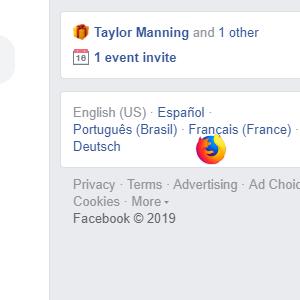 Taylor Manning and 1 other
16
1 event invite
English (US) · Español ·
Português (Brasil) · Français (France) ·
Deutsch
Privacy · Terms · Advertising · Ad
Cookies · More
Facebook © 2019